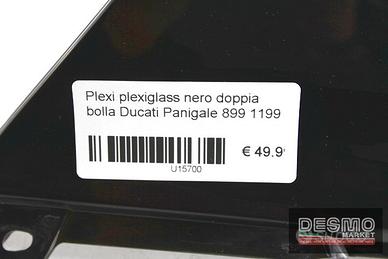 Plexi plexiglass nero doppia
bolla Ducati Panigale 899 1199
€ 49.9
U15700
DESMO
MARKET